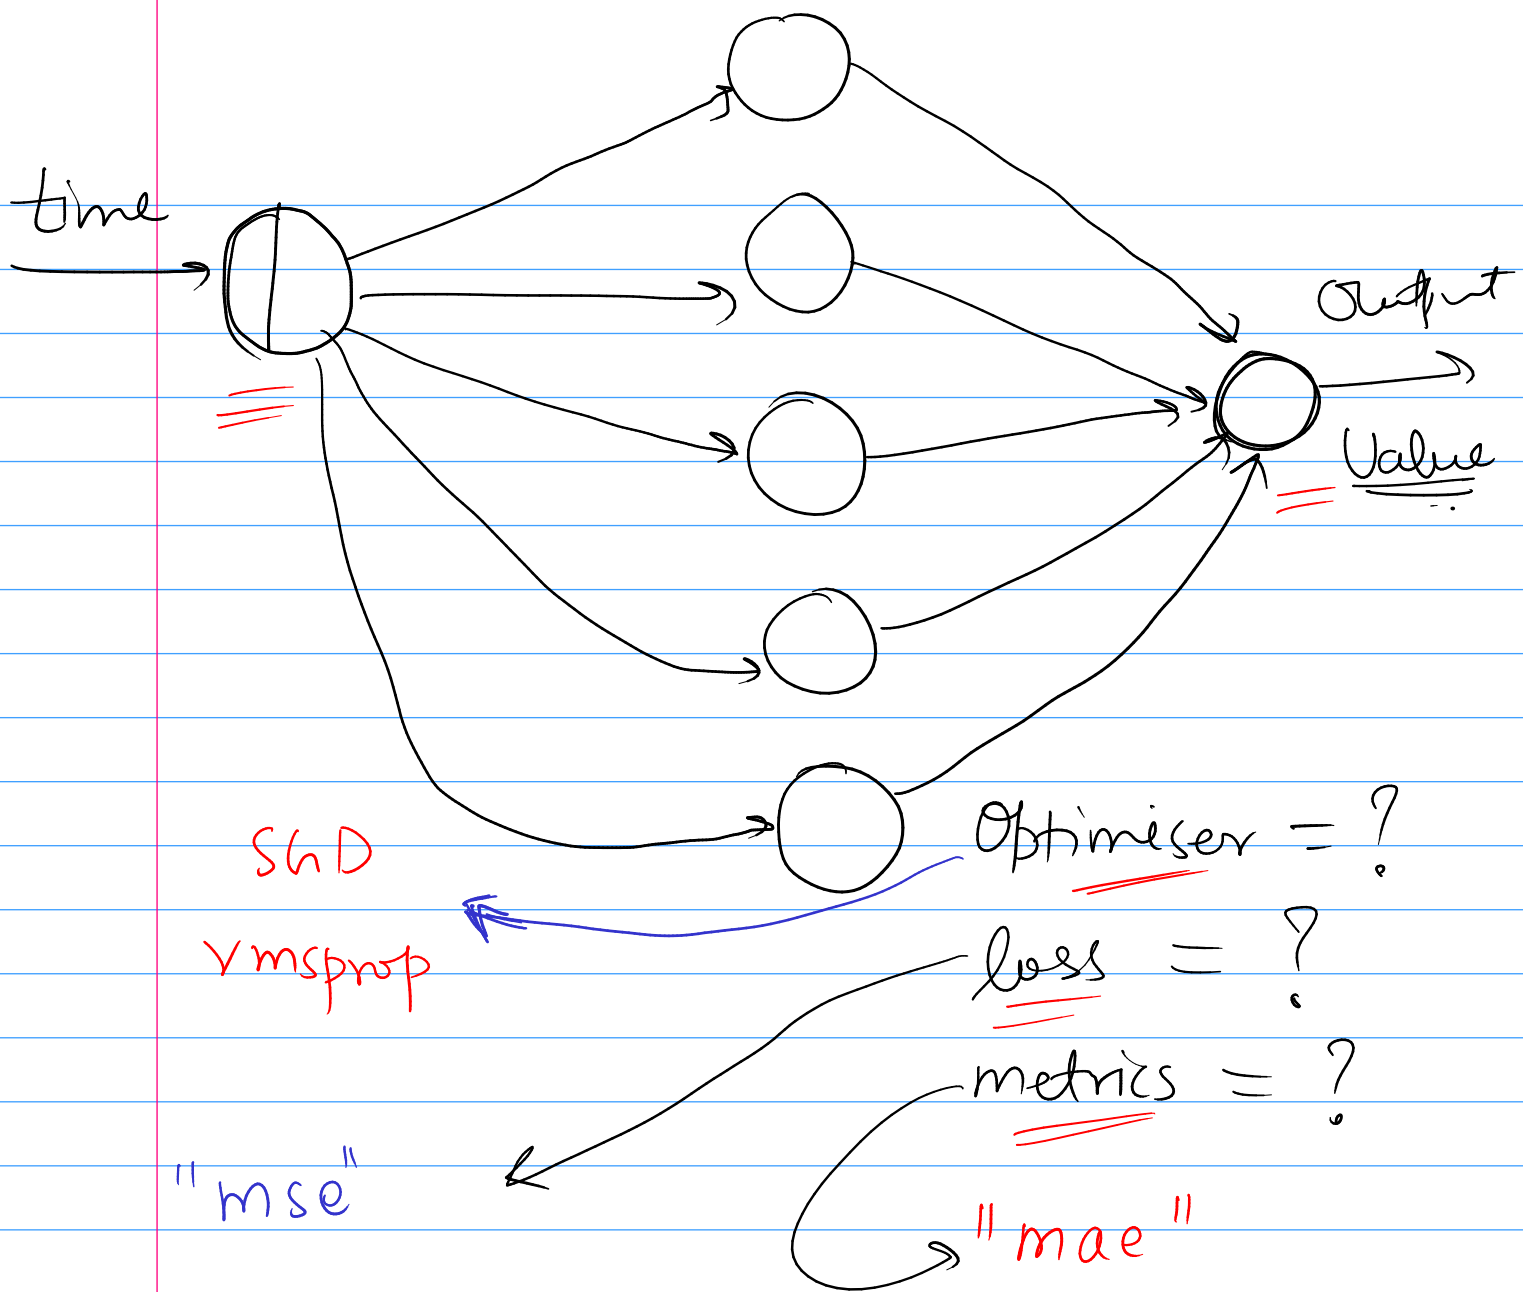 time
Output
Value
Optimiser = ?
SGD
loss = ?
rmsprop
metrics = ?
"mse"
"mae"